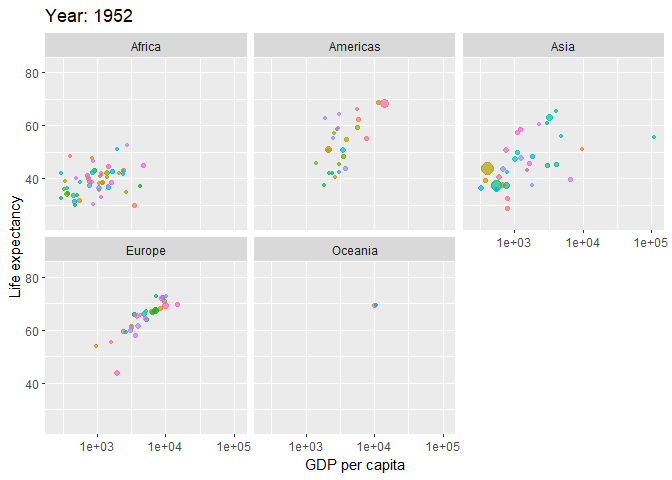 Year: 1952
Africa
Americas
Asia
80
60
40
1e+03 1e+04 1e+05
Life expectancy
Europe
Oceania
80
60
40
1e+03 1e+04 1e+05
1e+03 1e+04 1e+05
GDP per capita